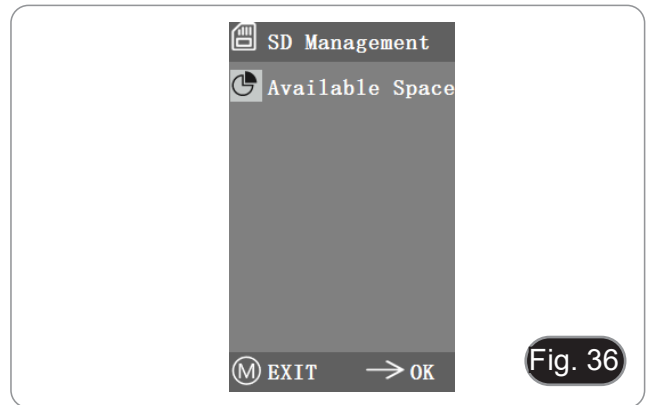 SD Management
Available Space
M EXIT → OK
Fig. 36